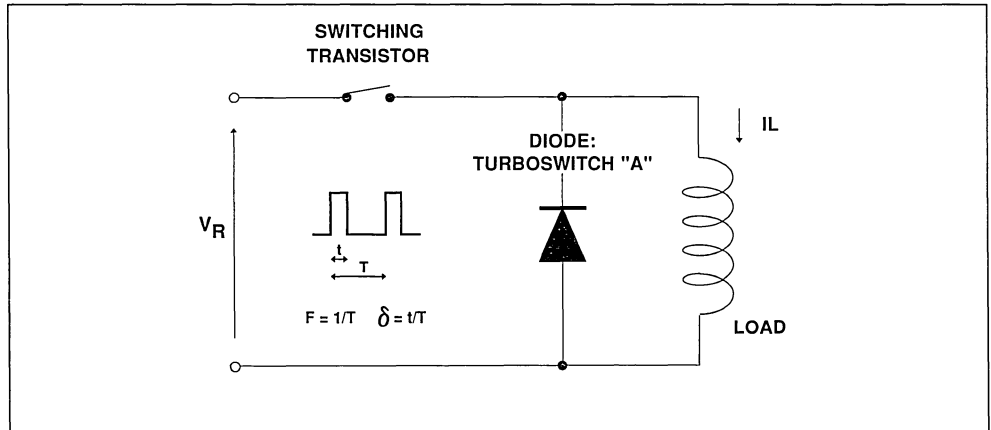 SWITCHING
TRANSISTOR
IL
DIODE:
TURBOSWITCH "A"
VR
t
T
F = 1/T δ = t/T
LOAD